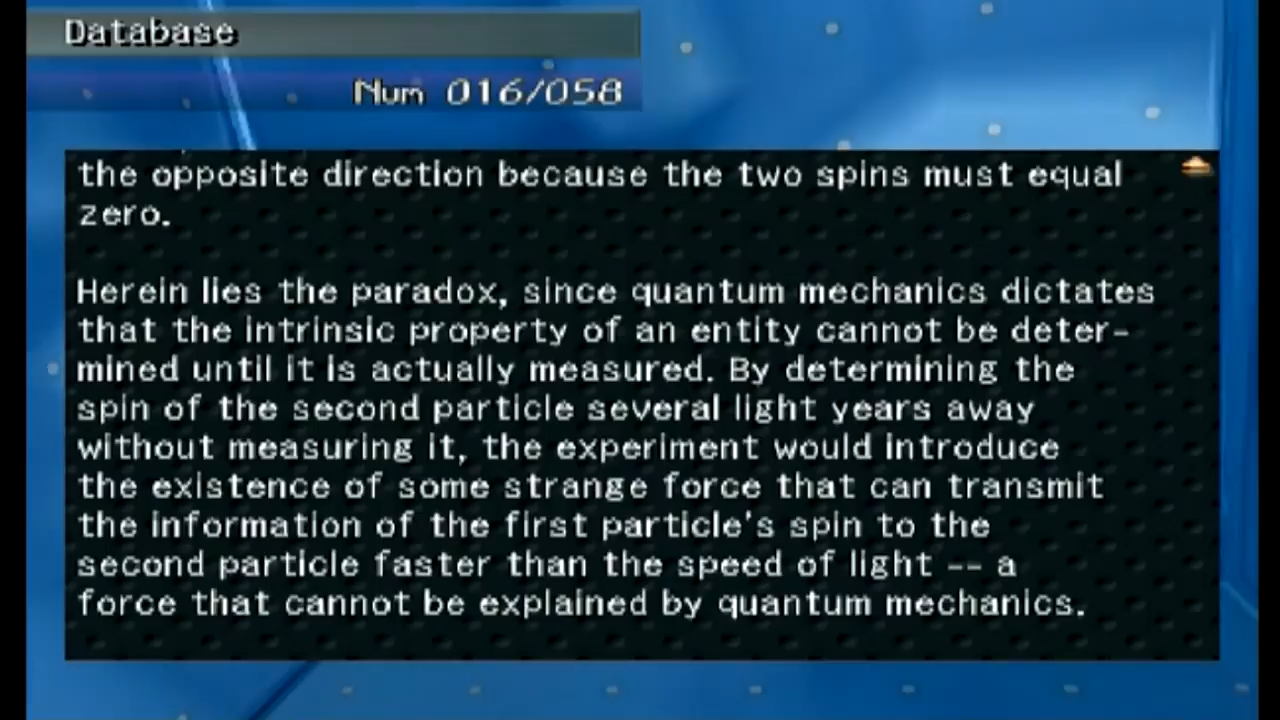 Database
Num 016/058
the opposite direction because the two spins must equal
zero.
Herein lies the paradox, since quantum mechanics dictates
that the intrinsic property of an entity cannot be deter-
mined until it is actually measured. By determining the
spin of the second particle several light years away
without measuring it, the experiment would introduce
the existence of some strange force that can transmit
the information of the first particle's spin to the
second particle faster than the speed of light -- a
force that cannot be explained by quantum mechanics.